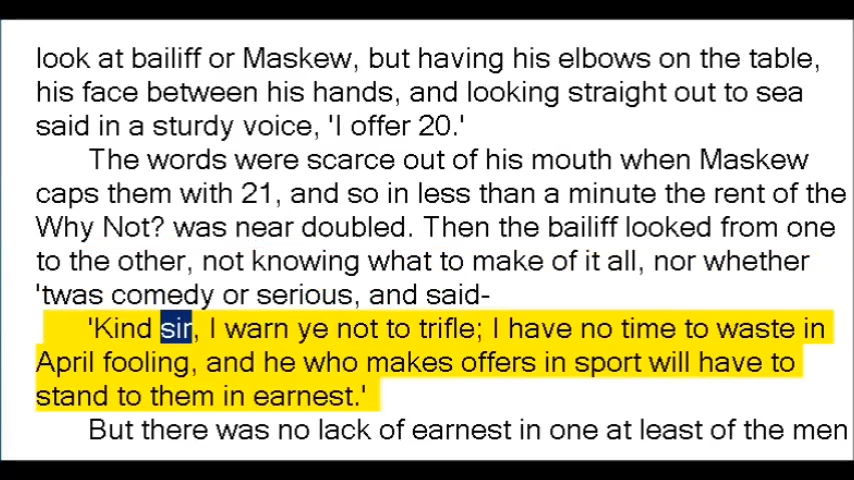 look at bailiff or Maskew, but having his elbows on the table,
his face between his hands, and looking straight out to sea
said in a sturdy voice, 'I offer 20.'
The words were scarce out of his mouth when Maskew
caps them with 21, and so in less than a minute the rent of the
Why Not? was near doubled. Then the bailiff looked from one
to the other, not knowing what to make of it all, nor whether
'twas comedy or serious, and said-
'Kind sir, I warn ye not to trifle; I have no time to waste in
April fooling, and he who makes offers in sport will have to
stand to them in earnest.'
But there was no lack of earnest in one at least of the men